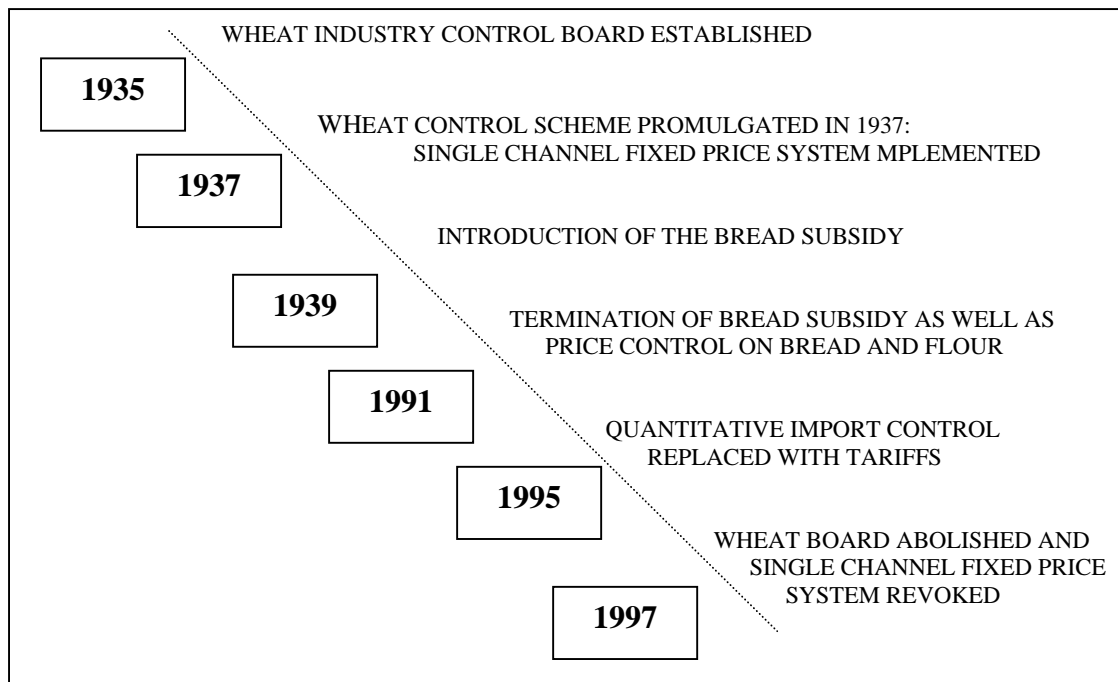 WHEAT INDUSTRY CONTROL BOARD ESTABLISHED
1935
WHEAT CONTROL SCHEME PROMULGATED IN 1937:
SINGLE CHANNEL FIXED PRICE SYSTEM MPLEMENTED
1937
INTRODUCTION OF THE BREAD SUBSIDY
1939
TERMINATION OF BREAD SUBSIDY AS WELL AS
PRICE CONTROL ON BREAD AND FLOUR
1991
QUANTITATIVE IMPORT CONTROL
REPLACED WITH TARIFFS
1995
WHEAT BOARD ABOLISHED AND
SINGLE CHANNEL FIXED PRICE
SYSTEM REVOKED
1997